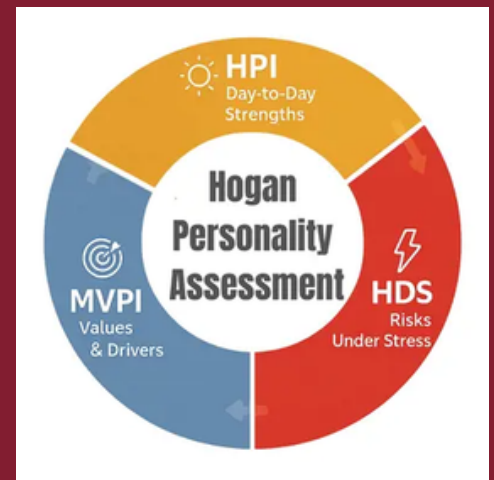 HPI
Day-to-Day
Strengths
Hogan
Personality
Assessment
MVPI
Values
& Drivers
HDS
Risks
Under Stress